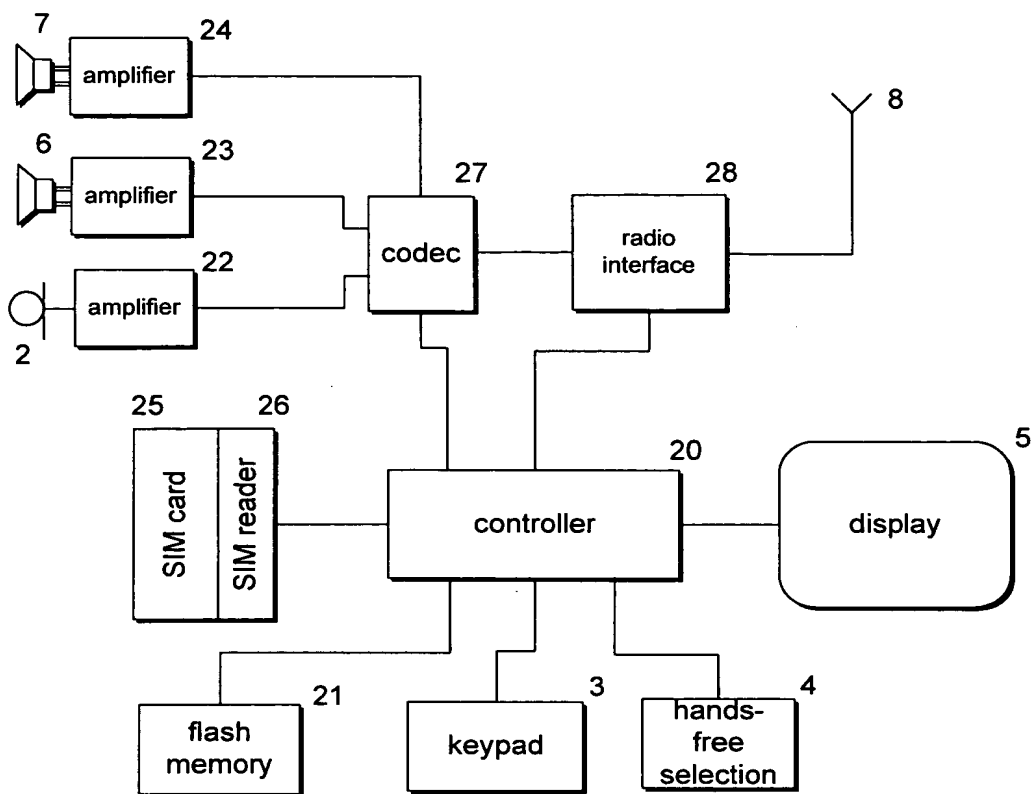 7
24
amplifier
6
23
amplifier
22
amplifier
2
27
codec
28
radio
interface
8
25
26
SIM card
SIM reader
20
controller
5
display
21
flash
memory
3
keypad
4
hands-
free
selection